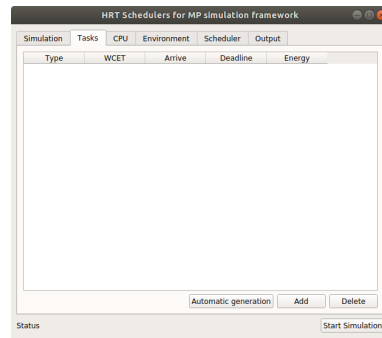 HRT Schedulers for MP simulation framework
Simulation Tasks CPU Environment Scheduler Output
Type WCET Arrive Deadline Energy
Automatic generation Add Delete
Status Start Simulation